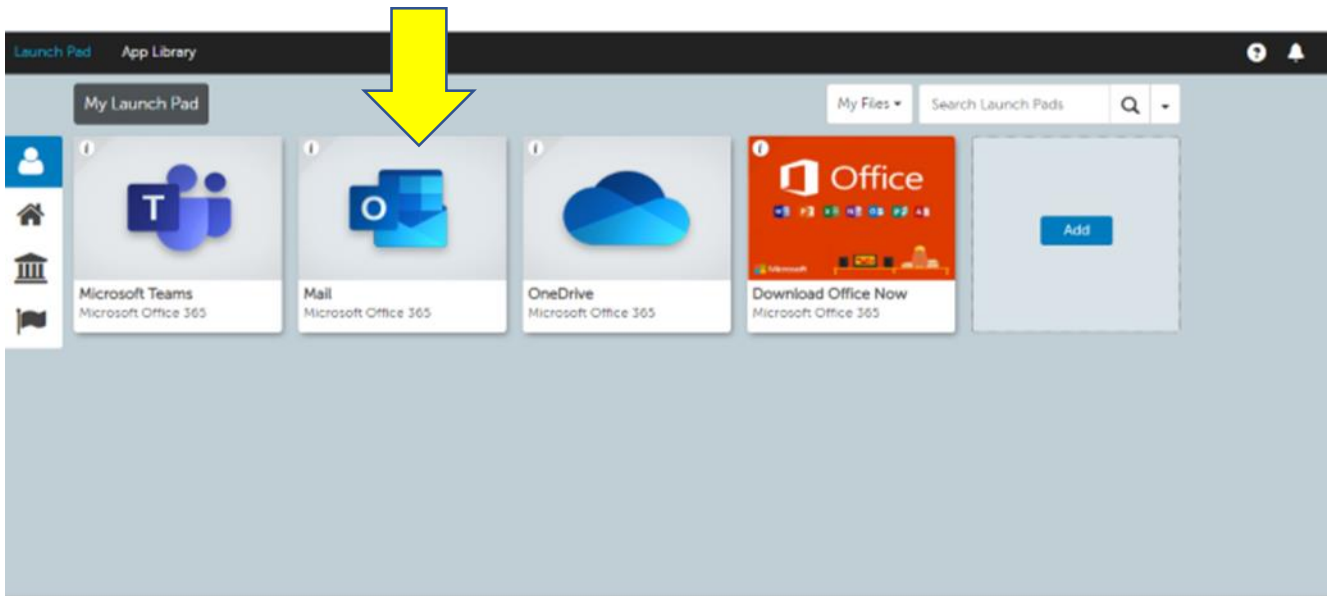 Launch Pad App Library
My Launch Pad My Files Search Launch Pads
T
O
Office
Microsoft
Add
Microsoft Teams
Microsoft Office 365
Mail
Microsoft Office 365
OneDrive
Microsoft Office 365
Download Office Now
Microsoft Office 365